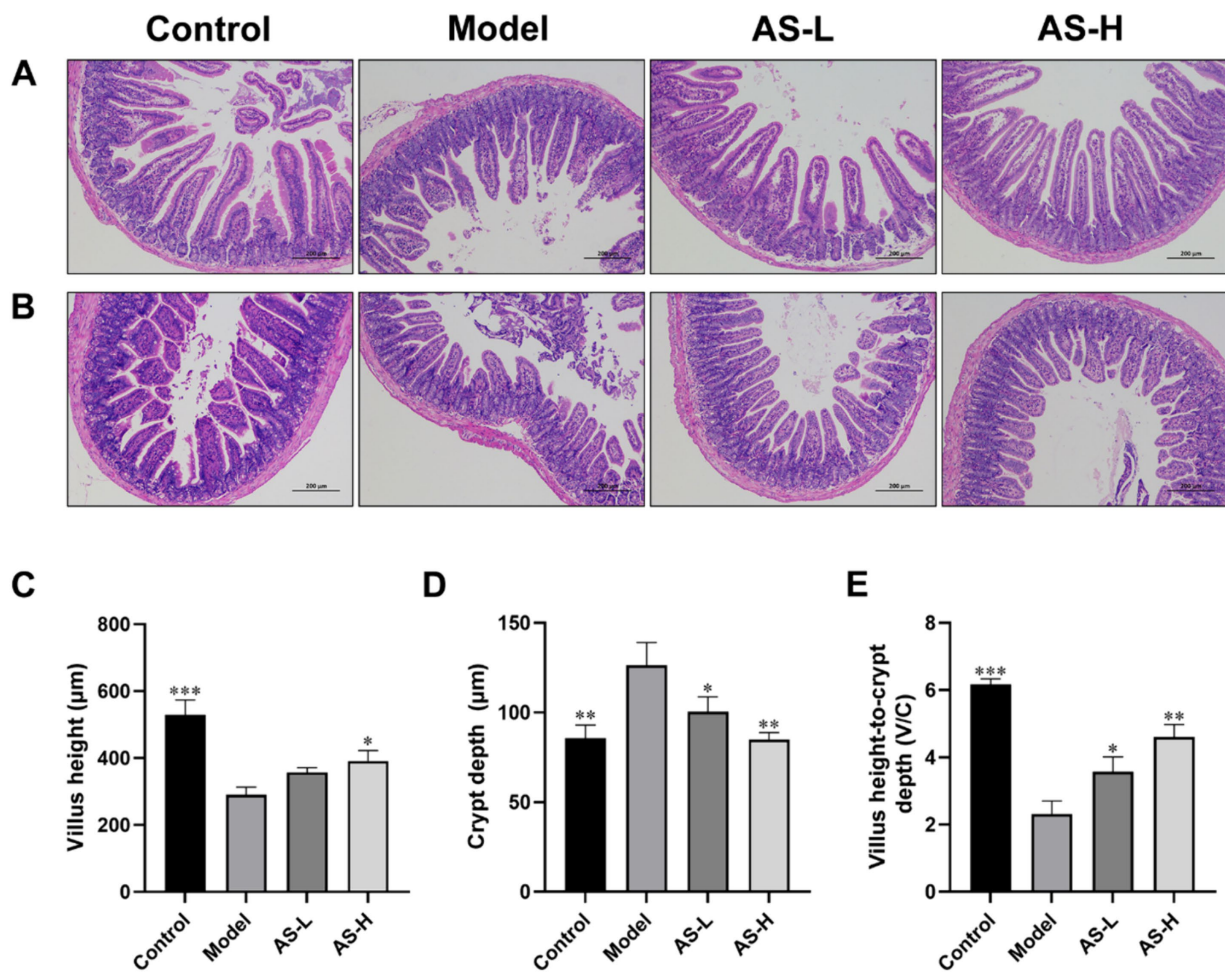 Control Model AS-L AS-H
A
200 µm 200 µm 200 µm 200 µm
B
200 µm 200 µm 200 µm 200 µm
C
Villus height (µm)
800
600
400
200
0
***
*
Control Model AS-L AS-H
D
Crypt depth (µm)
150
100
50
0
**
*
**
Control Model AS-L AS-H
E
Villus height-to-crypt
depth (V/C)
8
6
4
2
0
***
*
**
Control Model AS-L AS-H